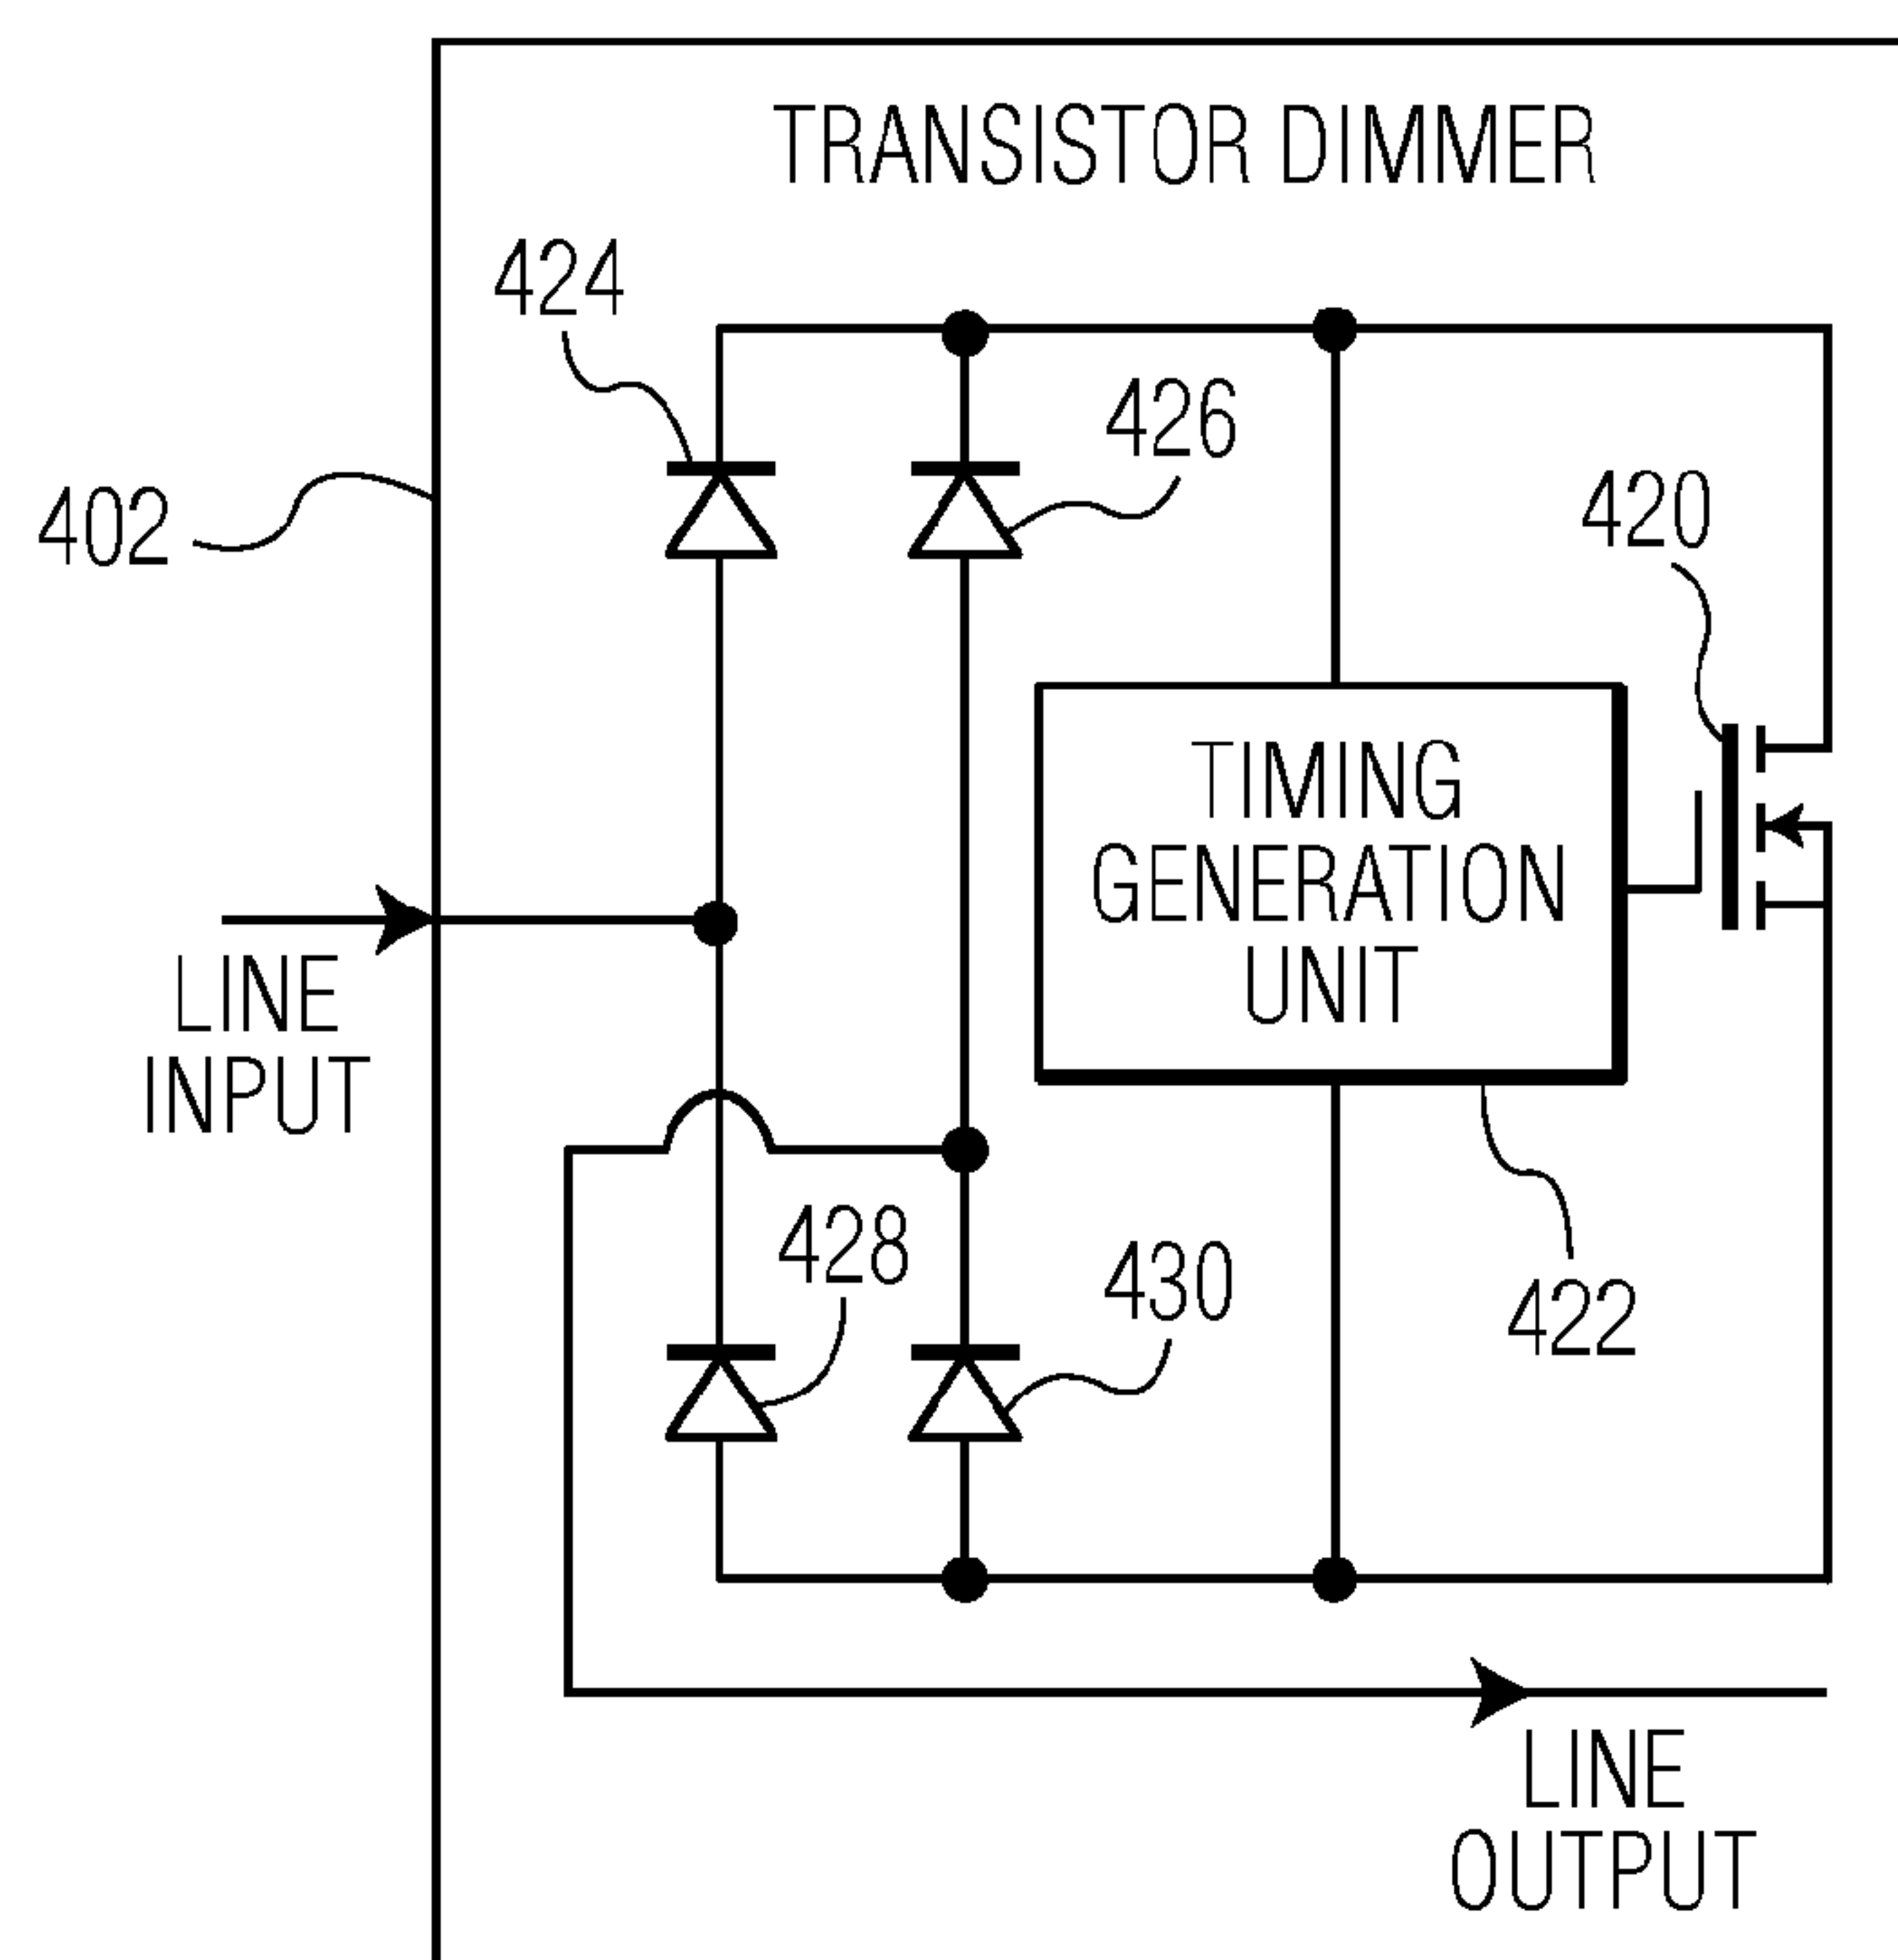 TRANSISTOR DIMMER
424
426
402
420
TIMING
GENERATION
UNIT
LINE
INPUT
428
430
422
LINE
OUTPUT